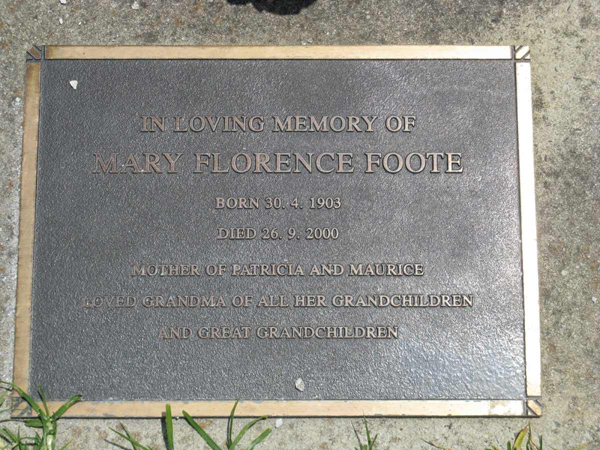 IN LOVING MEMORY OF
MARY FLORENCE FOOTE
BORN 30. 4. 1903
DIED 26. 9. 2000
MOTHER OF PATRICIA AND MAURICE
LOVED GRANDMA OF ALL HER GRANDCHILDREN
AND GREAT GRANDCHILDREN